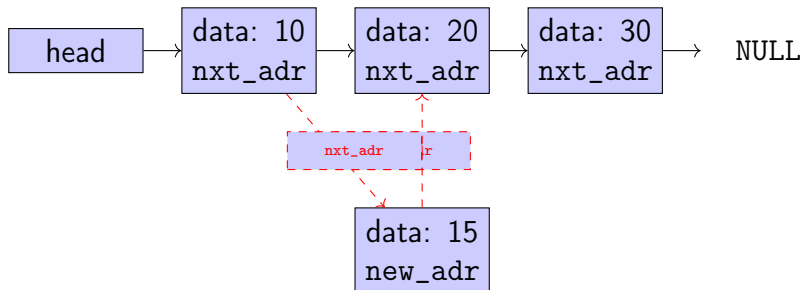 head
data: 10
nxt_adr
data: 20
nxt_adr
data: 30
nxt_adr
NULL
nxt_adr
data: 15
new_adr